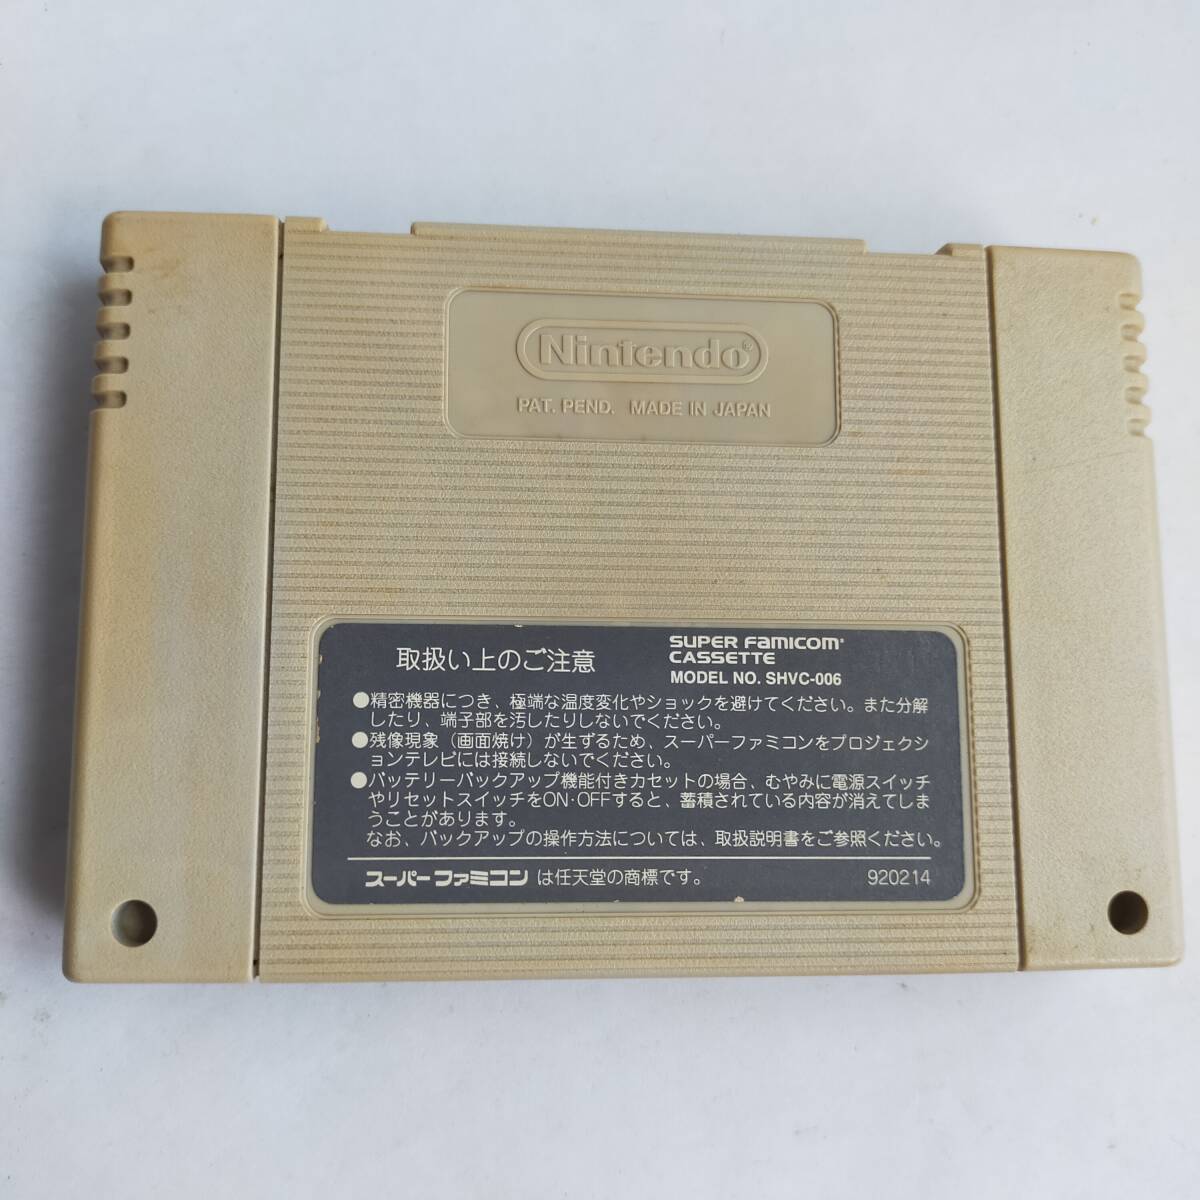 Nintendo®
PAT. PEND. MADE IN JAPAN
取扱い上のご注意
SUPER FAMICOM®
CASSETTE
MODEL NO. SHVC-006
●精密機器につき、極端な温度変化やショックを避けてください。また分解
したり、端子部を汚したりしないでください。
●残像現象(画面焼け)が生ずるため、スーパーファミコンをプロジェクシ
ョンテレビには接続しないでください。
●バッテリーバックアップ機能付きカセットの場合、むやみに電源スイッチ
やリセットスイッチをON・OFFすると、蓄積されている内容が消えてしま
うことがあります。
なお、バックアップの操作方法については、取扱説明書をご参照ください。
スーパーファミコン は任天堂の商標です。
920214